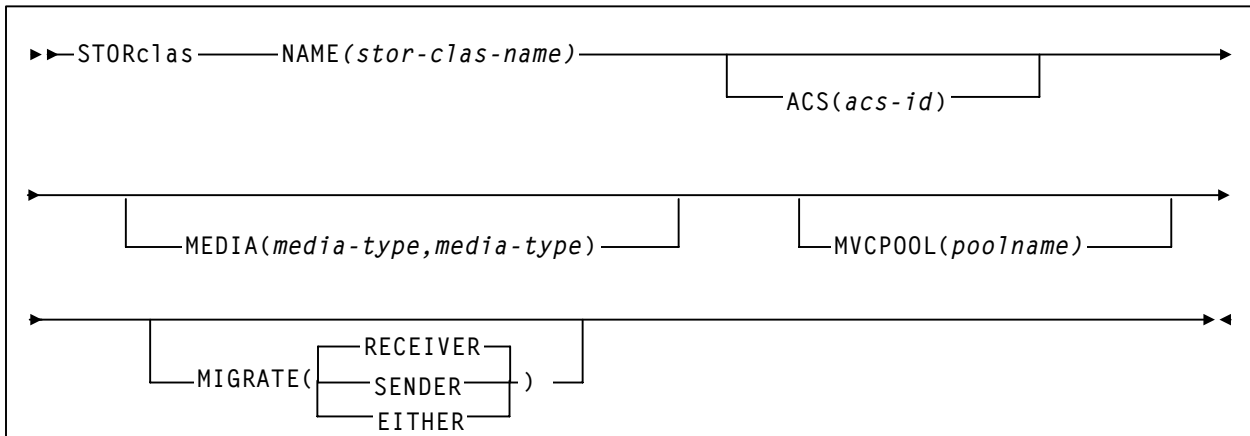 STORclas NAME(stor-clas-name)
ACS(acs-id)
MEDIA(media-type,media-type) MVCPOOL(poolname)
RECEIVER
MIGRATE( SENDER )
EITHER